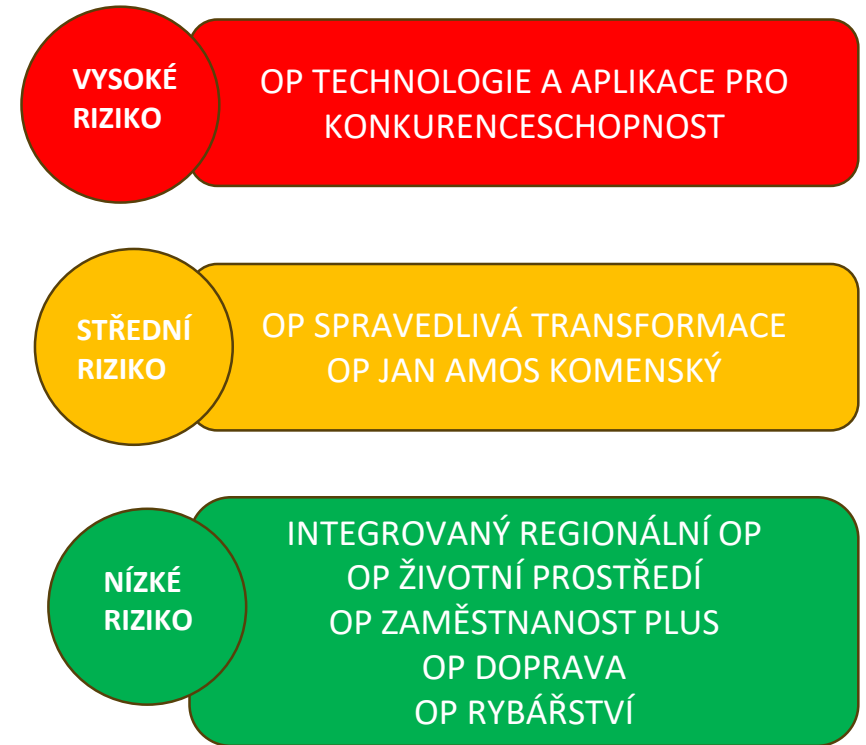 VYSOKÉ
RIZIKO
OP TECHNOLOGIE A APLIKACE PRO
KONKURENCESCHOPNOST
STŘEDNÍ
RIZIKO
OP SPRAVEDLIVÁ TRANSFORMACE
OP JAN AMOS KOMENSKÝ
NÍZKÉ
RIZIKO
INTEGROVANÝ REGIONÁLNÍ OP
OP ŽIVOTNÍ PROSTŘEDÍ
OP ZAMĚSTNANOST PLUS
OP DOPRAVA
OP RYBÁŘSTVÍ